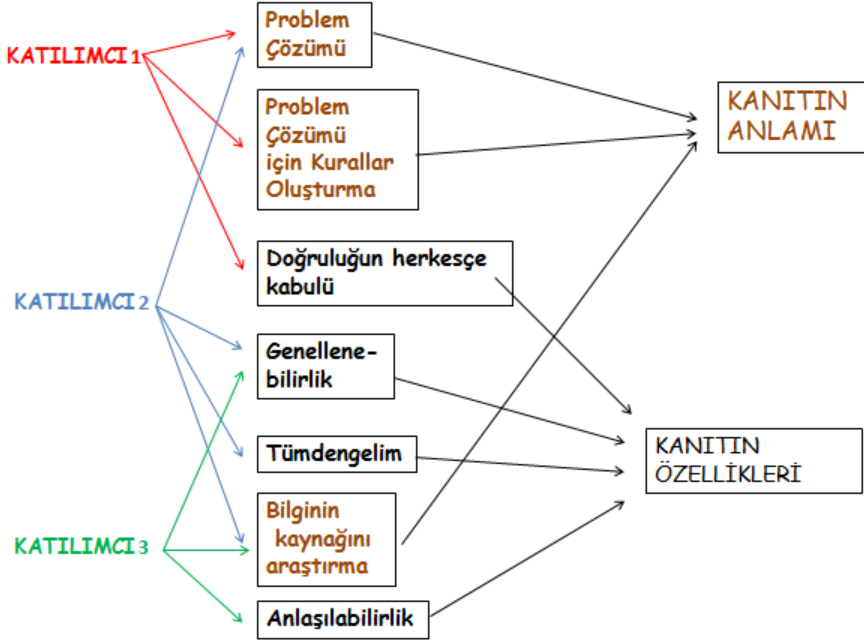 KATILIMCI 1
KATILIMCI 2
KATILIMCI 3
Problem
Çözümü
Problem
Çözümü
için Kurallar
Oluşturma
Doğruluğun herkesçe
kabulü
Genellene-
bilirlik
Tümdengelim
Bilginin
kaynağını
araştırma
Anlaşılabilirlik
KANITIN
ANLAMI
KANITIN
ÖZELLİKLERİ